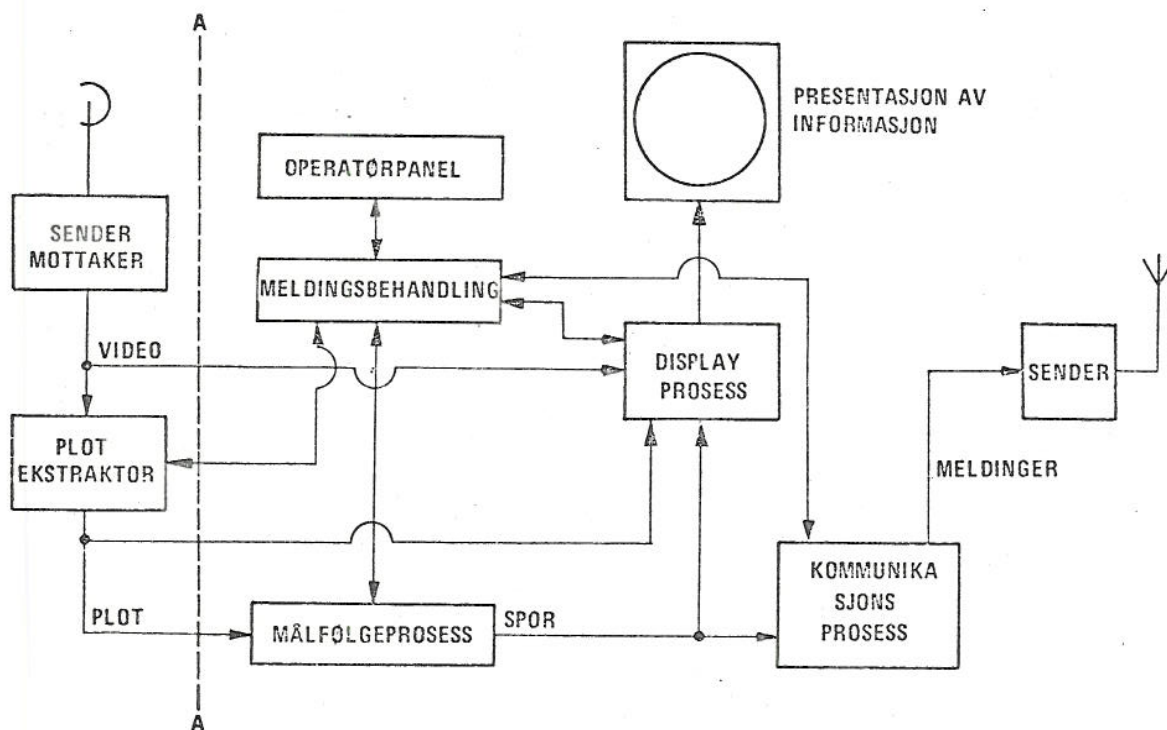 A
PRESENTASJON AV
INFORMASJON
OPERATØRPANEL
SENDER
MOTTAKER
MELDINGSBEHANDLING
VIDEO
DISPLAY
PROSESS
SENDER
PLOT
EKSTRAKTOR
MELDINGER
KOMMUNIKA
SJONS
PROSESS
PLOT
MÅLFØLGEPROSESS
SPOR
A